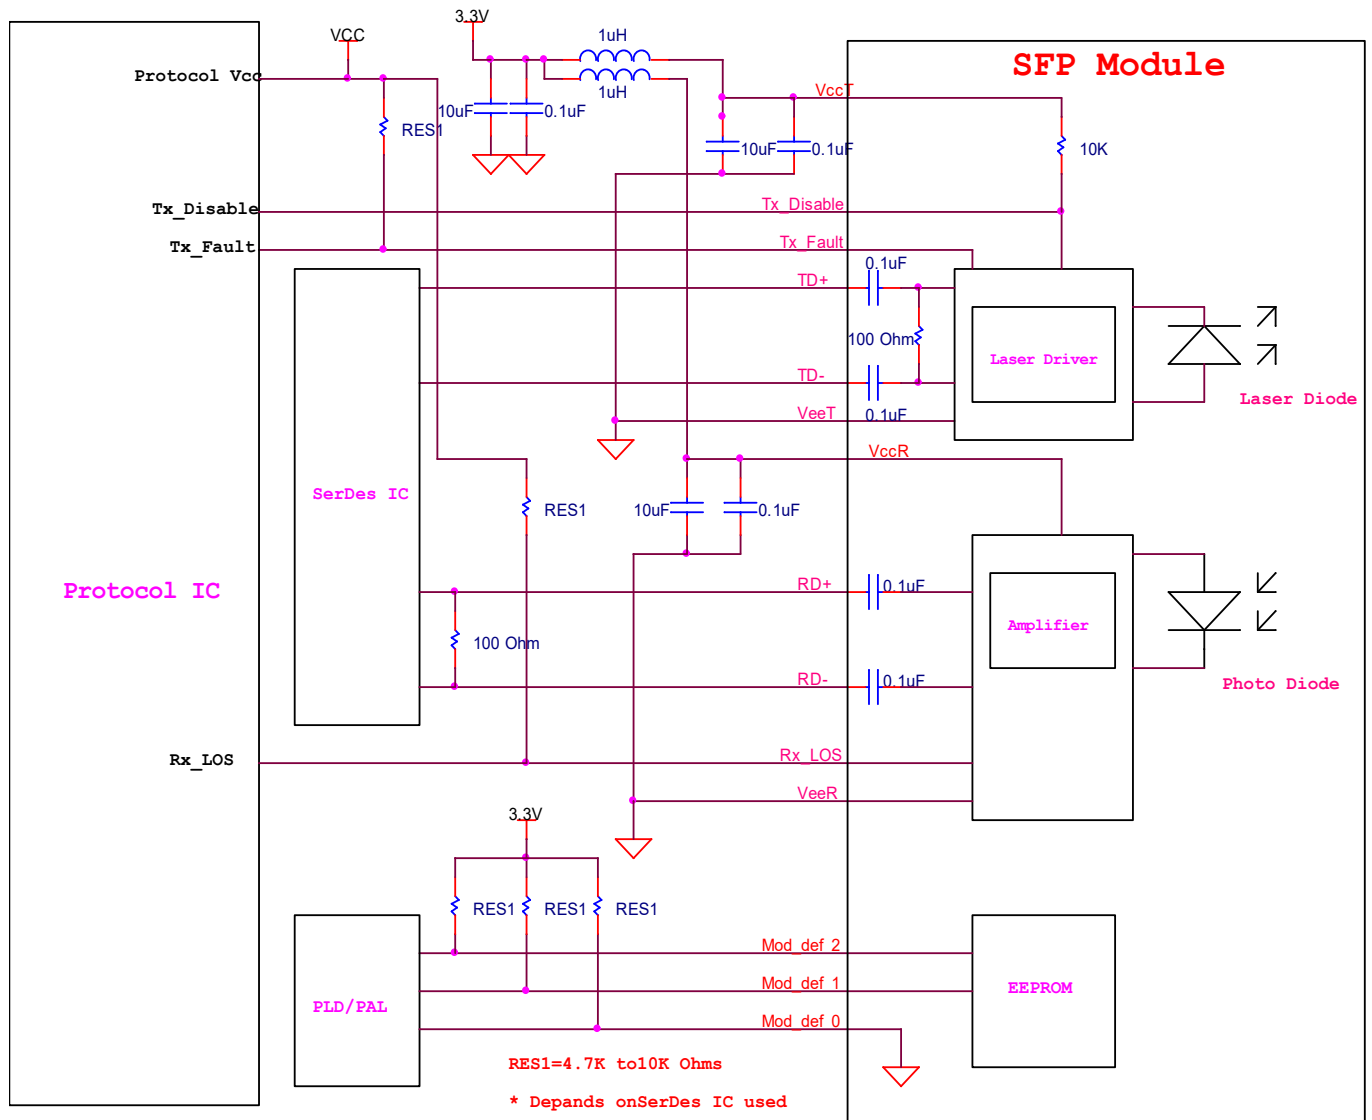 3.3V
1uH
VCC
SFP Module
Protocol Vcc
1uH
VccT
10uF
0.1uF
RES1
10uF
0.1uF
10K
Tx_Disable
Tx_Disable
Tx_Fault
Tx_Fault
0.1uF
TD+
100 Ohm
Laser Driver
TD-
Laser Diode
VeeT
0.1uF
VccR
SerDes IC
RES1
10uF
0.1uF
Protocol IC
RD+
0.1uF
100 Ohm
Amplifier
RD-
0.1uF
Photo Diode
Rx_LOS
Rx_LOS
VeeR
3.3V
RES1
RES1
RES1
Mod_def 2
PLD/PAL
Mod_def 1
EEPROM
Mod_def 0
RES1=4.7K to10K Ohms
* Depands onSerDes IC used